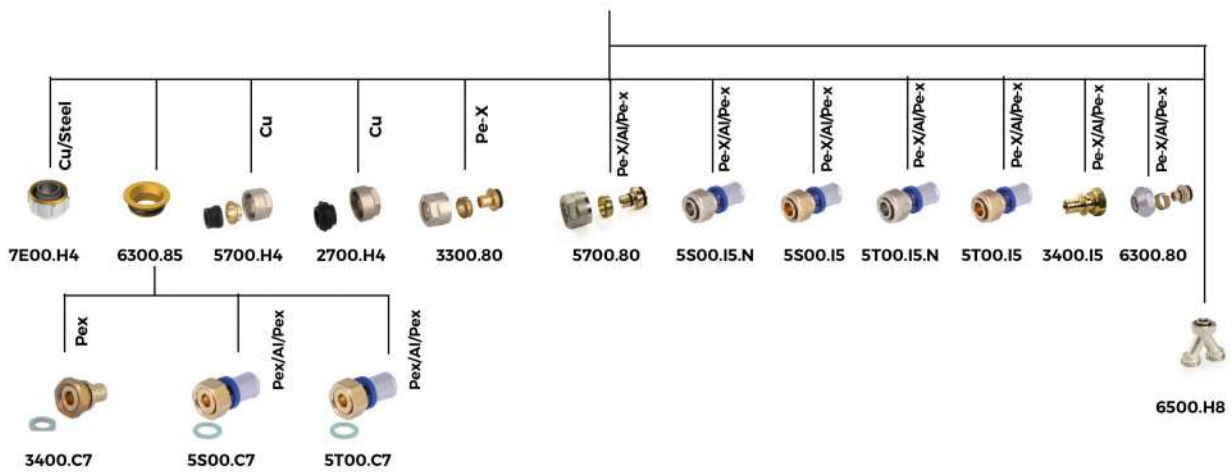 Cu/Steel
Cu
Cu
Pe-X
Pe-X/Al/Pe-x
Pe-X/Al/Pe-x
Pe-X/Al/Pe-x
Pe-X/Al/Pe-x
Pe-X/Al/Pe-x
Pe-X/Al/Pe-x
Pe-X/Al/Pe-x
7E00.H4
6300.85
5700.H4
2700.H4
3300.80
5700.80
5S00.I5.N
5S00.I5
5T00.I5.N
5T00.I5
3400.I5
6300.80
Pex
Pex/Al/Pex
Pex/Al/Pex
6500.H8
3400.C7
5S00.C7
5T00.C7